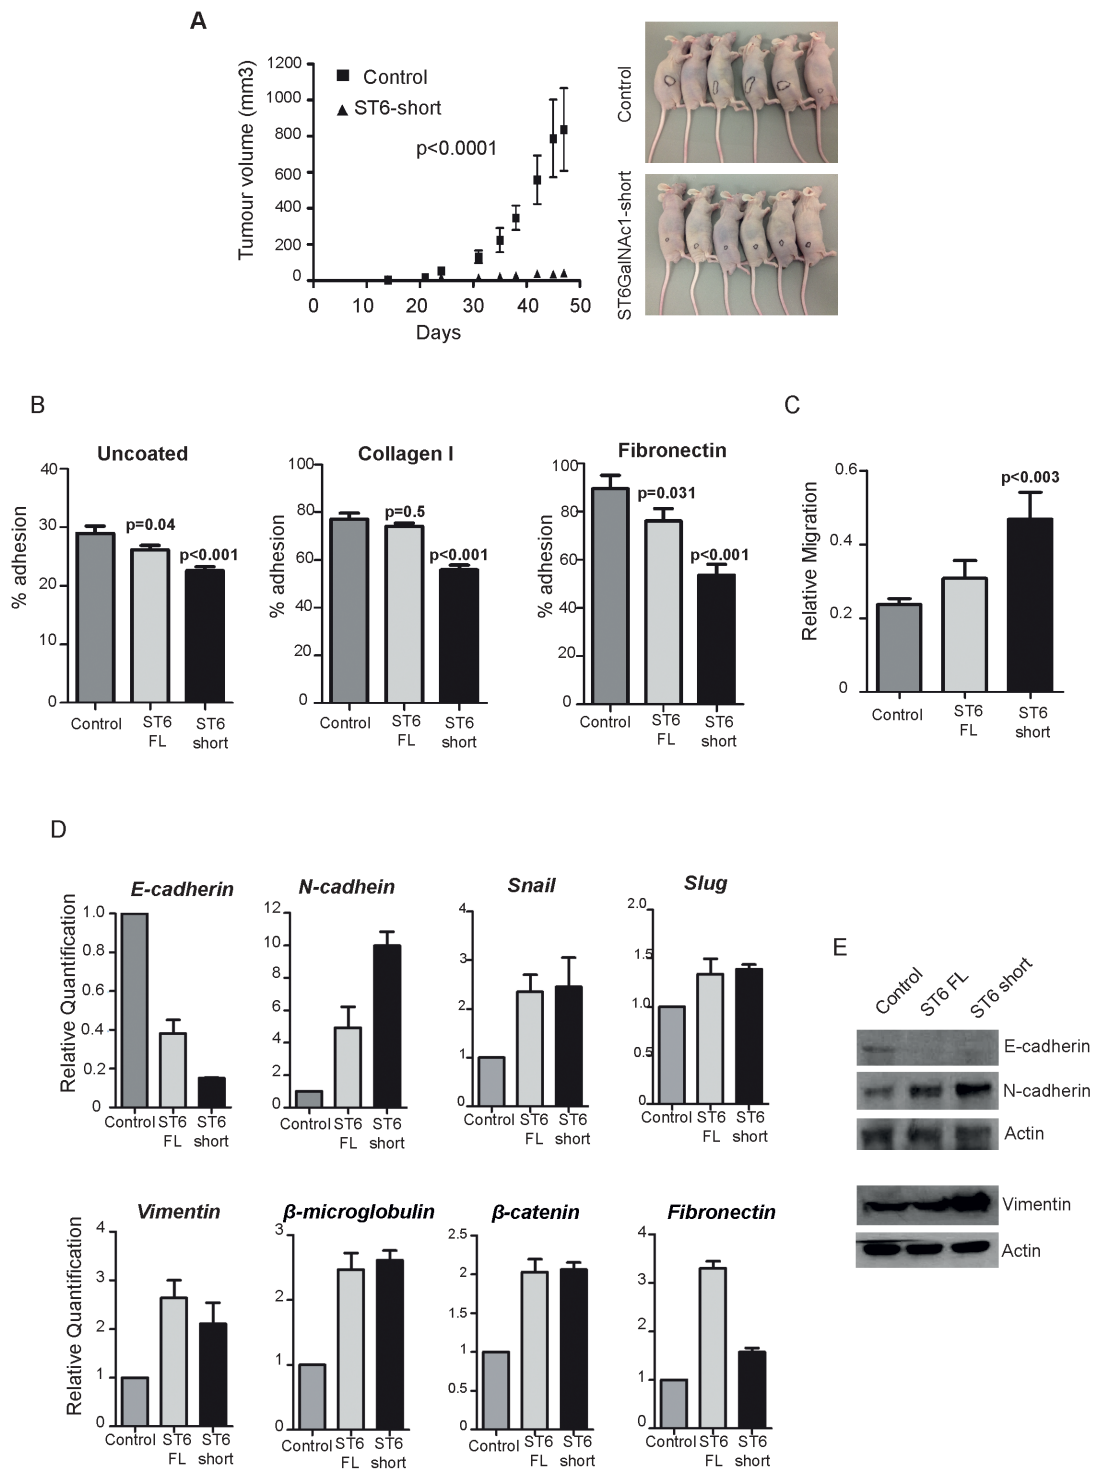 A
Tumour volume (mm3)
1200
1000
800
600
400
200
0
0 10 20 30 40 50
Days
Control
ST6-short
p<0.0001
Control
ST6GalNAc1-short
B
Uncoated
% adhesion
40
30
20
10
0
p=0.04
p<0.001
Control ST6 FL ST6 short
Collagen I
% adhesion
100
80
60
40
20
0
p=0.5
p<0.001
Control ST6 FL ST6 short
Fibronectin
% adhesion
100
80
60
40
20
0
p=0.031
p<0.001
Control ST6 FL ST6 short
C
Relative Migration
0.6
0.4
0.2
0
p<0.003
Control ST6 FL ST6 short
D
E-cadherin
Relative Quantification
1.0
0.8
0.6
0.4
0.2
0
Control ST6 FL ST6 short
N-cadhein
12
10
8
6
4
2
0
Control ST6 FL ST6 short
Snail
4
3
2
1
0
Control ST6 FL ST6 short
Slug
2.0
1.5
1.0
0.5
0
Control ST6 FL ST6 short
Vimentin
Relative Quantification
4
3
2
1
0
Control ST6 FL ST6 short
β-microglobulin
3
2
1
0
Control ST6 FL ST6 short
β-catenin
2.5
2.0
1.5
1.0
0.5
0
Control ST6 FL ST6 short
Fibronectin
4
3
2
1
0
Control ST6 FL ST6 short
E
Control ST6 FL ST6 short
E-cadherin
N-cadherin
Actin
Vimentin
Actin